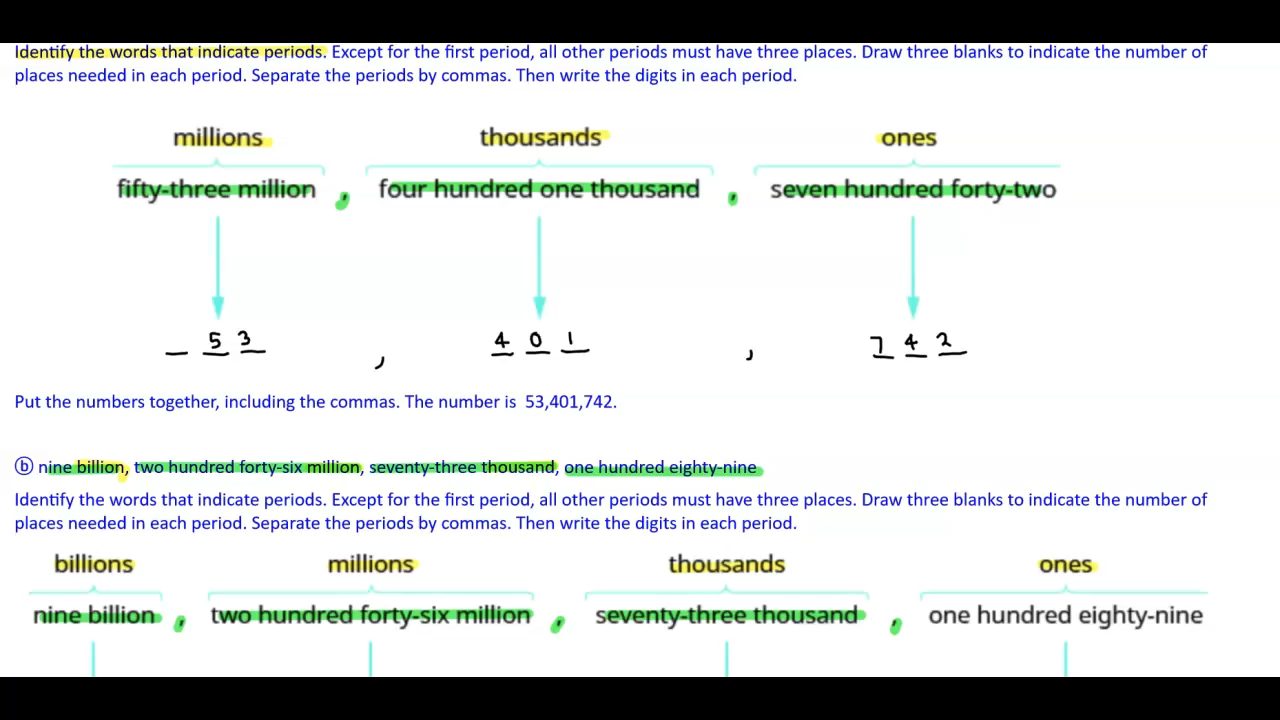 Identify the words that indicate periods. Except for the first period, all other periods must have three places. Draw three blanks to indicate the number of
places needed in each period. Separate the periods by commas. Then write the digits in each period.
millions thousands ones
fifty-three million , four hundred one thousand , seven hundred forty-two
_ 5 3 , 4 0 1 , 7 4 2
Put the numbers together, including the commas. The number is 53,401,742.
ⓑ nine billion, two hundred forty-six million, seventy-three thousand, one hundred eighty-nine
Identify the words that indicate periods. Except for the first period, all other periods must have three places. Draw three blanks to indicate the number of
places needed in each period. Separate the periods by commas. Then write the digits in each period.
billions millions thousands ones
nine billion , two hundred forty-six million , seventy-three thousand , one hundred eighty-nine